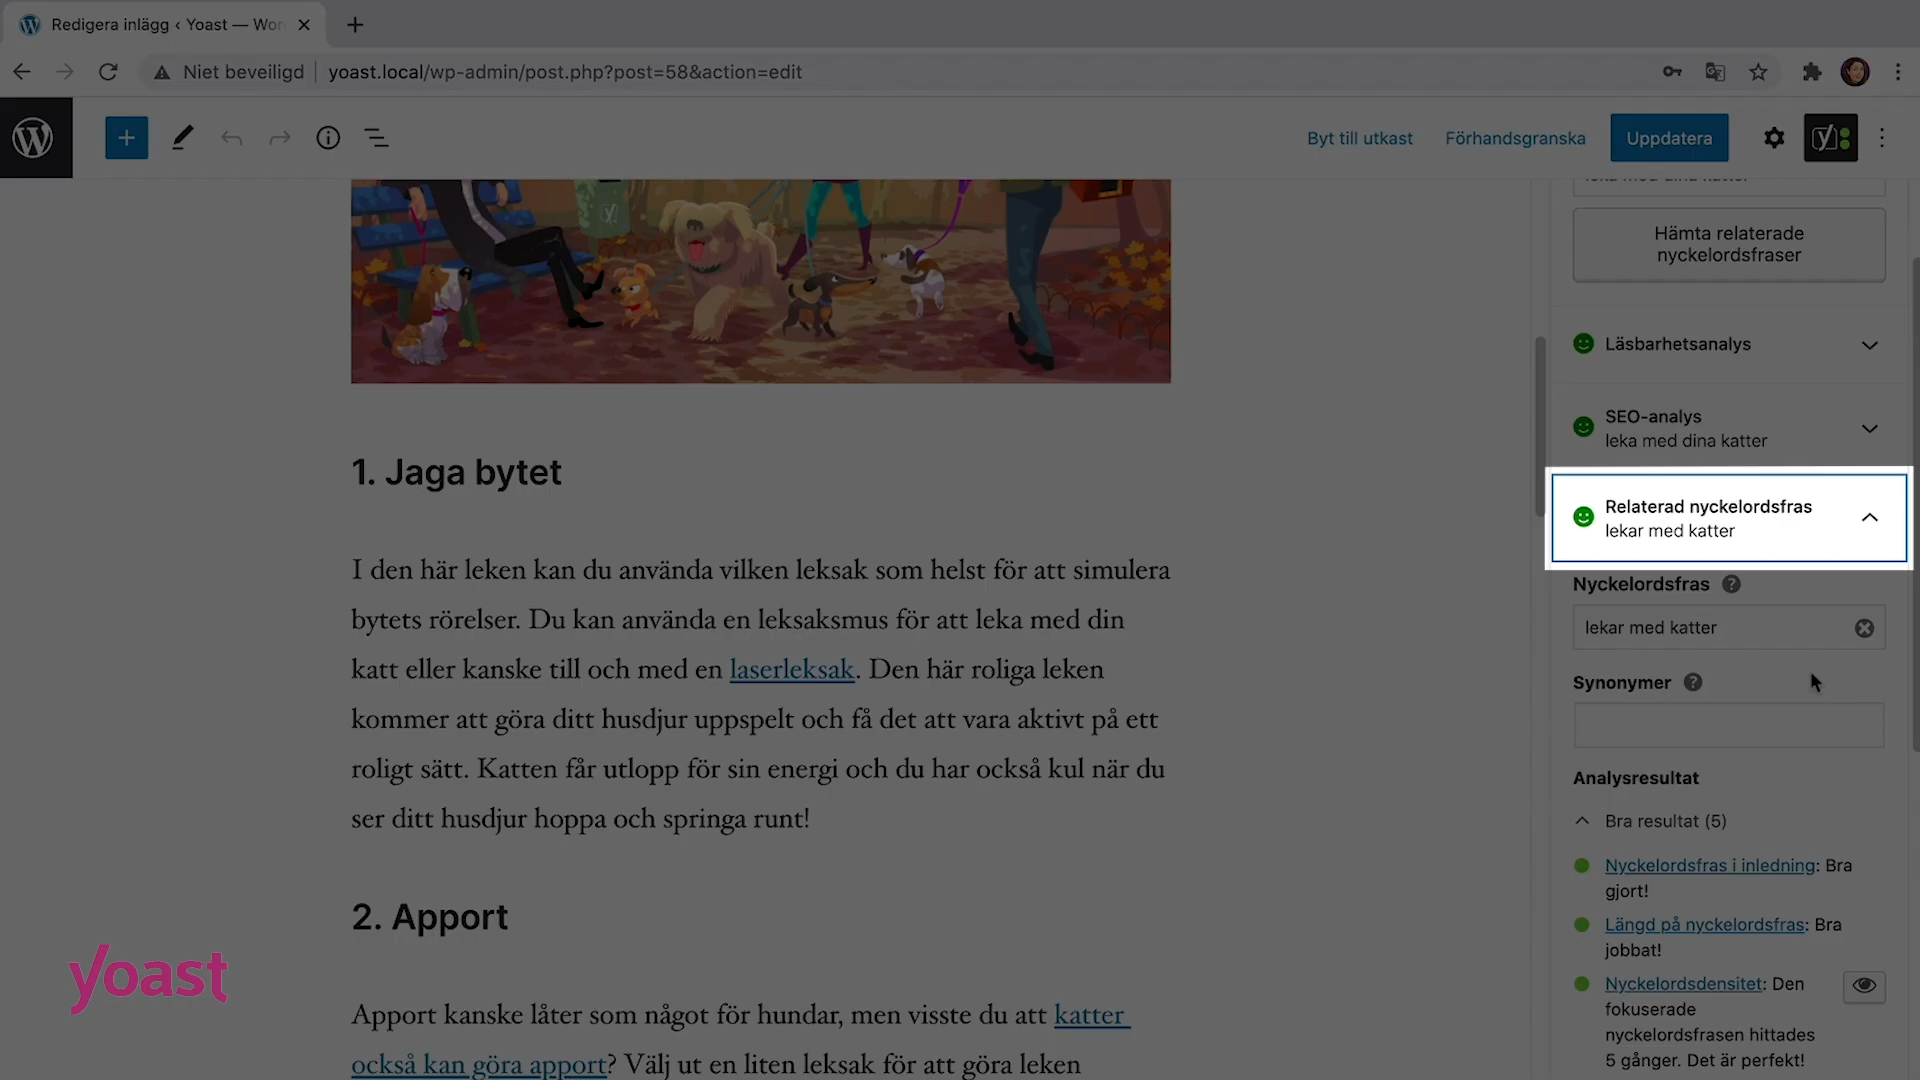 Redigera inlägg ‹ Yoast — Wor
Niet beveiligd
yoast.local/wp-admin/post.php?post=58&action=edit
Byt till utkast
Förhandsgranska
Uppdatera
leka med dina katter
Hämta relaterade
nyckelordsfraser
Läsbarhetsanalys
SEO-analys
leka med dina katter
Relaterad nyckelordsfras
lekar med katter
Nyckelordsfras
lekar med katter
Synonymer
Analysresultat
Bra resultat (5)
Nyckelordsfras i inledning: Bra
gjort!
Längd på nyckelordsfras: Bra
jobbat!
Nyckelordsdensitet: Den
fokuserade
nyckelordsfrasen hittades
5 gånger. Det är perfekt!
1. Jaga bytet
I den här leken kan du använda vilken leksak som helst för att simulera
bytets rörelser. Du kan använda en leksaksmus för att leka med din
katt eller kanske till och med en laserleksak. Den här roliga leken
kommer att göra ditt husdjur uppspelt och få det att vara aktivt på ett
roligt sätt. Katten får utlopp för sin energi och du har också kul när du
ser ditt husdjur hoppa och springa runt!
2. Apport
Apport kanske låter som något för hundar, men visste du att katter
också kan göra apport? Välj ut en liten leksak för att göra leken
yoast